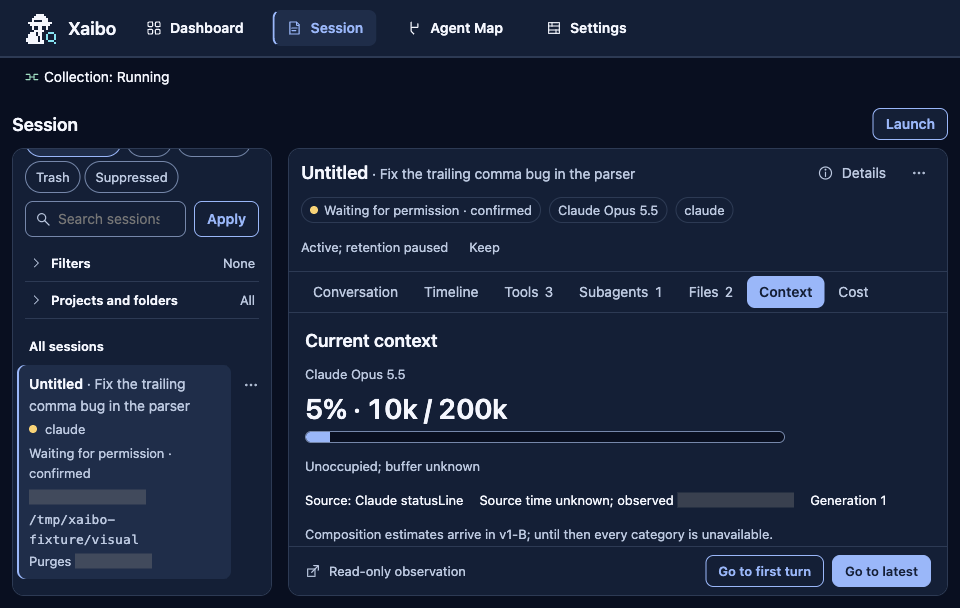 Xaibo
Dashboard
Session
Agent Map
Settings
Collection: Running
Session
Launch
Trash
Suppressed
Search sessions
Apply
Filters
None
Projects and folders
All
All sessions
Untitled · Fix the trailing
comma bug in the parser
claude
Waiting for permission ·
confirmed
/tmp/xaibo-
fixture/visual
Purges
Untitled · Fix the trailing comma bug in the parser
Details
Waiting for permission · confirmed
Claude Opus 5.5
claude
Active; retention paused
Keep
Conversation
Timeline
Tools 3
Subagents 1
Files 2
Context
Cost
Current context
Claude Opus 5.5
5% · 10k / 200k
Unoccupied; buffer unknown
Source: Claude statusLine
Source time unknown; observed
Generation 1
Composition estimates arrive in v1-B; until then every category is unavailable.
Read-only observation
Go to first turn
Go to latest